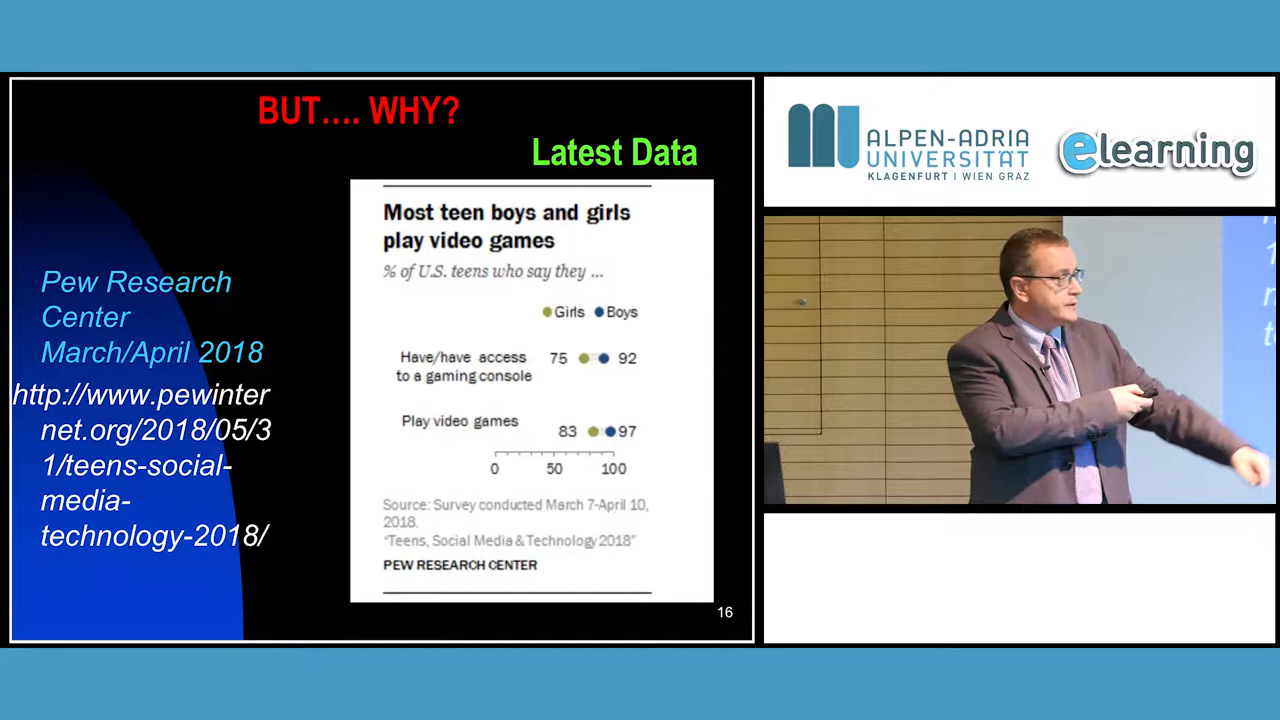 BUT.... WHY?
Latest Data
Pew Research
Center
March/April 2018
http://www.pewinter
net.org/2018/05/3
1/teens-social-
media-
technology-2018/
Most teen boys and girls
play video games
% of U.S. teens who say they ...
Girls Boys
Have/have access
to a gaming console
75 92
Play video games
83 97
0 50 100
Source: Survey conducted March 7-April 10,
2018.
"Teens, Social Media & Technology 2018"
PEW RESEARCH CENTER
16
ALPEN-ADRIA
UNIVERSITÄT
KLAGENFURT | WIEN GRAZ
elearning